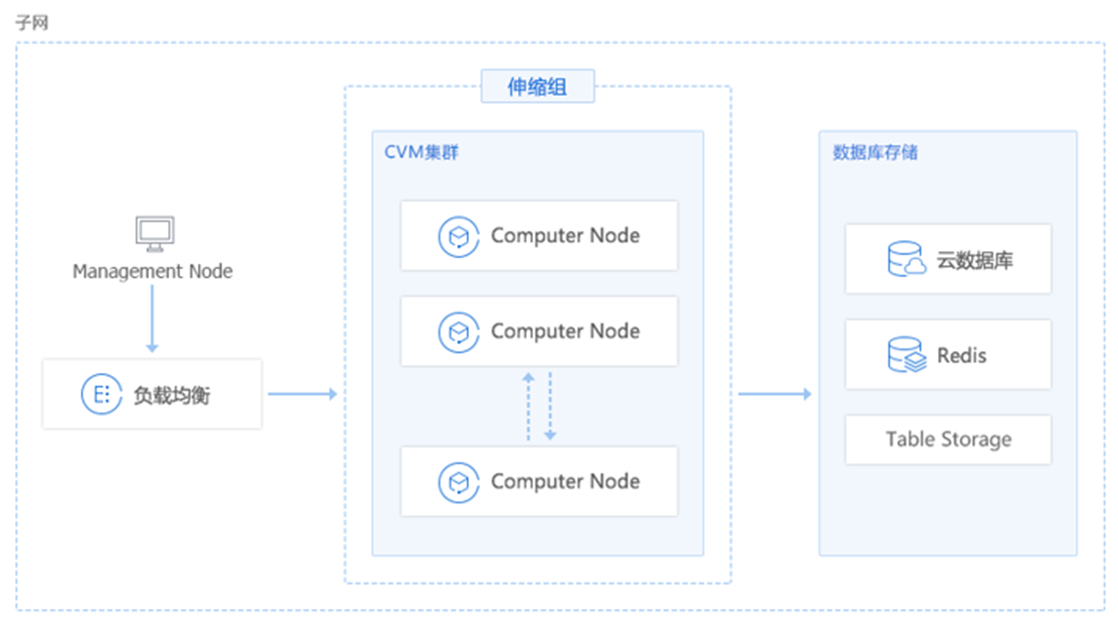 子网
伸缩组
CVM集群
数据库存储
Computer Node
Management Node
云数据库
Computer Node
Redis
负载均衡
Table Storage
Computer Node